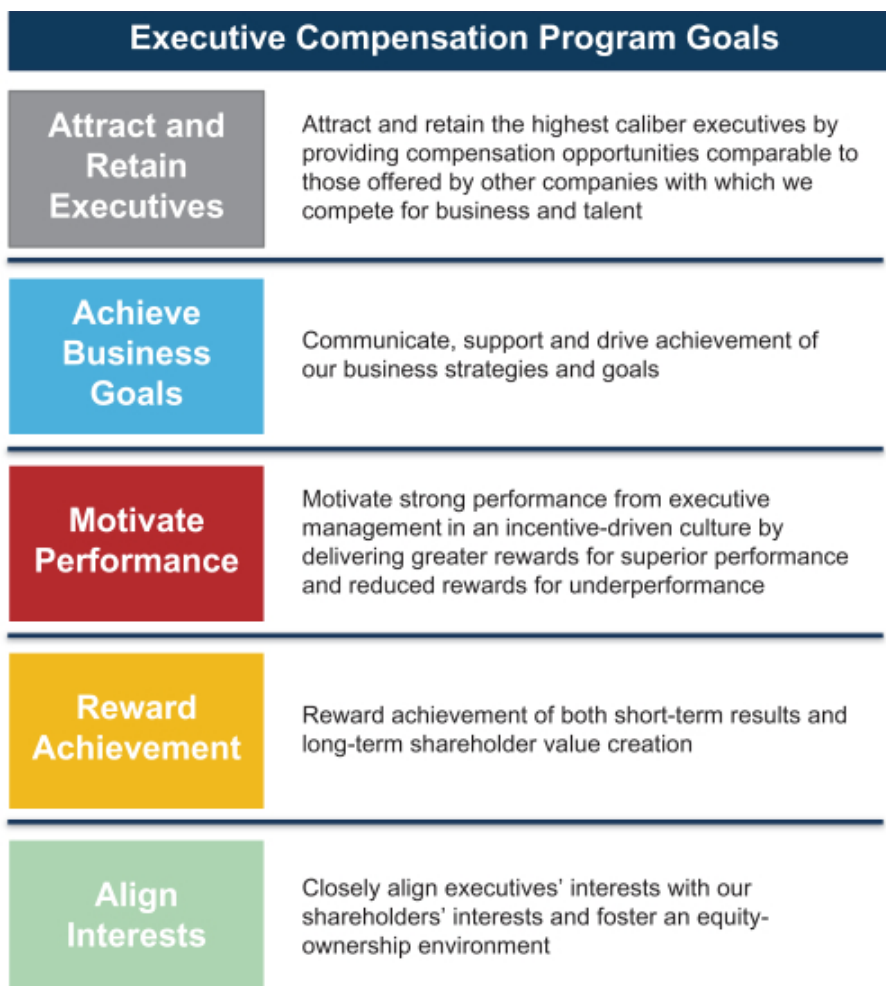 Executive Compensation Program Goals
Attract and
Retain
Executives
Attract and retain the highest caliber executives by
providing compensation opportunities comparable to
those offered by other companies with which we
compete for business and talent
Achieve
Business
Goals
Communicate, support and drive achievement of
our business strategies and goals
Motivate
Performance
Motivate strong performance from executive
management in an incentive-driven culture by
delivering greater rewards for superior performance
and reduced rewards for underperformance
Reward
Achievement
Reward achievement of both short-term results and
long-term shareholder value creation
Align
Interests
Closely align executives’ interests with our
shareholders’ interests and foster an equity-
ownership environment